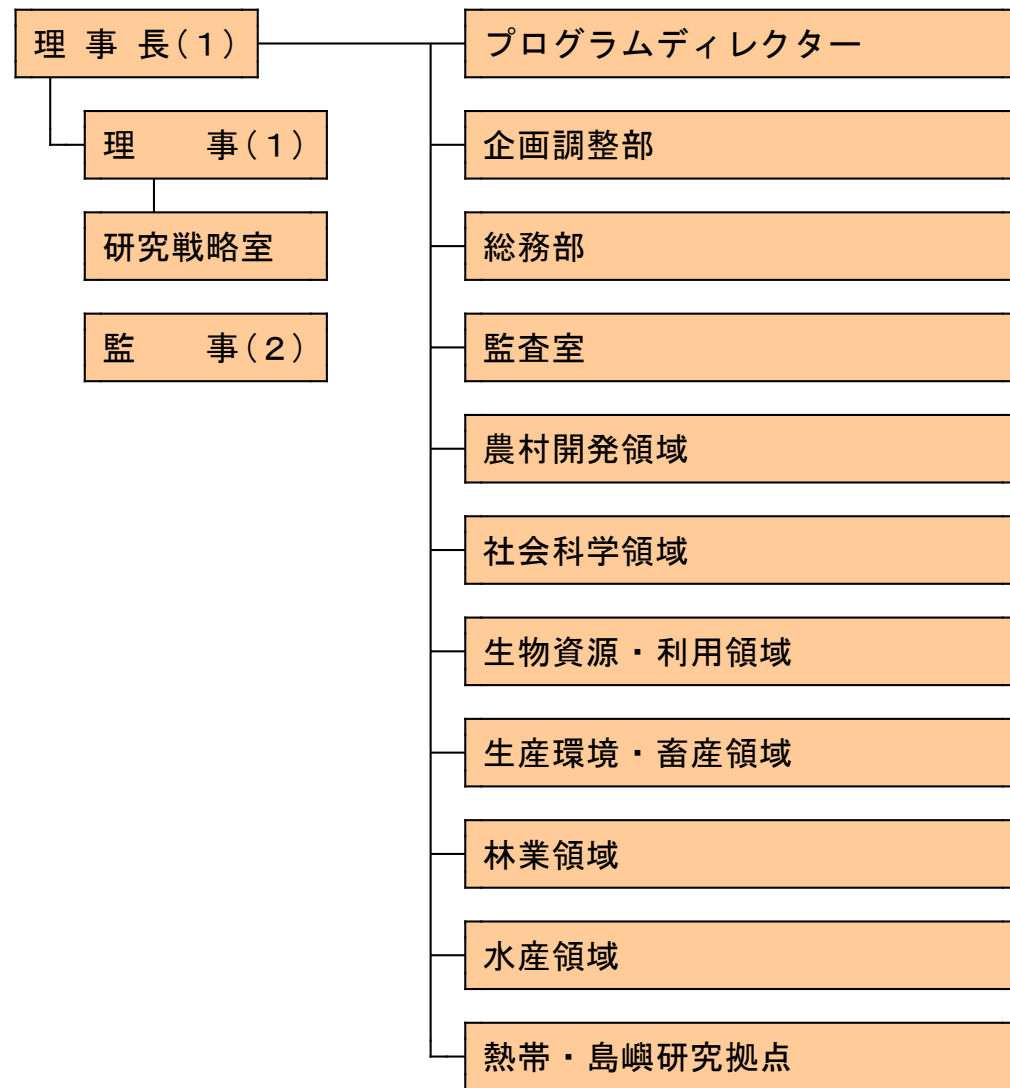 理 事 長(１)
理　　事(１)
研究戦略室
監　　事(２)
プログラムディレクター
企画調整部
総務部
監査室
農村開発領域
社会科学領域
生物資源・利用領域
生産環境・畜産領域
林業領域
水産領域
熱帯・島嶼研究拠点